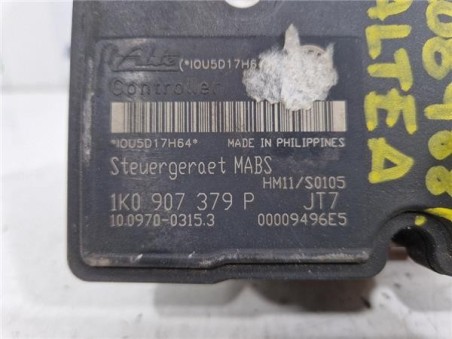 (*IOU5D17H64
Controller
*IOU5D17H64* MADE IN PHILIPPINES
Steuergeraet MABS
HM11/S0105
1K0 907 379 P JT7
10.0970-0315.3 00009496E5
ALTEA